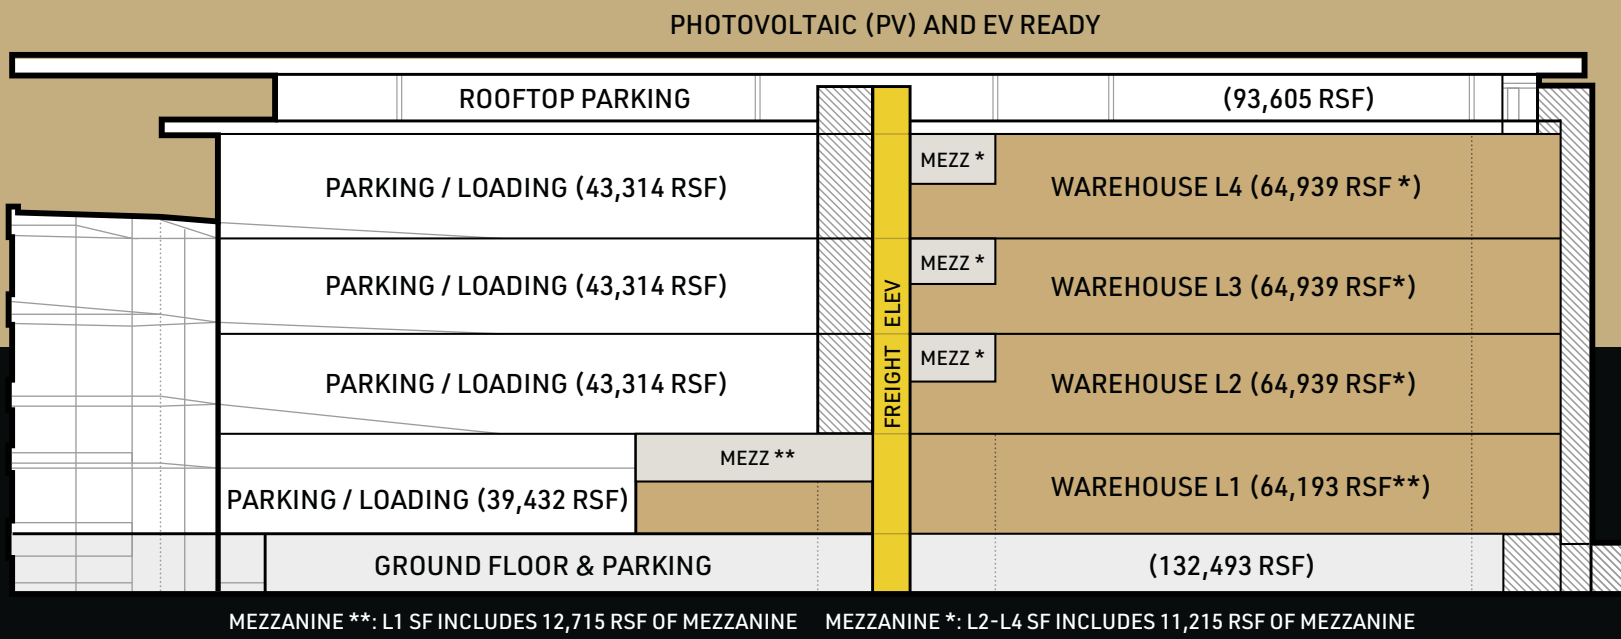 PHOTOVOLTAIC (PV) AND EV READY
ROOFTOP PARKING (93,605 RSF)
MEZZ *
PARKING / LOADING (43,314 RSF) WAREHOUSE L4 (64,939 RSF *)
MEZZ *
PARKING / LOADING (43,314 RSF) WAREHOUSE L3 (64,939 RSF*)
FREIGHT ELEV
MEZZ *
PARKING / LOADING (43,314 RSF) WAREHOUSE L2 (64,939 RSF*)
MEZZ **
PARKING / LOADING (39,432 RSF) WAREHOUSE L1 (64,193 RSF**)
GROUND FLOOR & PARKING (132,493 RSF)
MEZZANINE **: L1 SF INCLUDES 12,715 RSF OF MEZZANINE MEZZANINE *: L2-L4 SF INCLUDES 11,215 RSF OF MEZZANINE